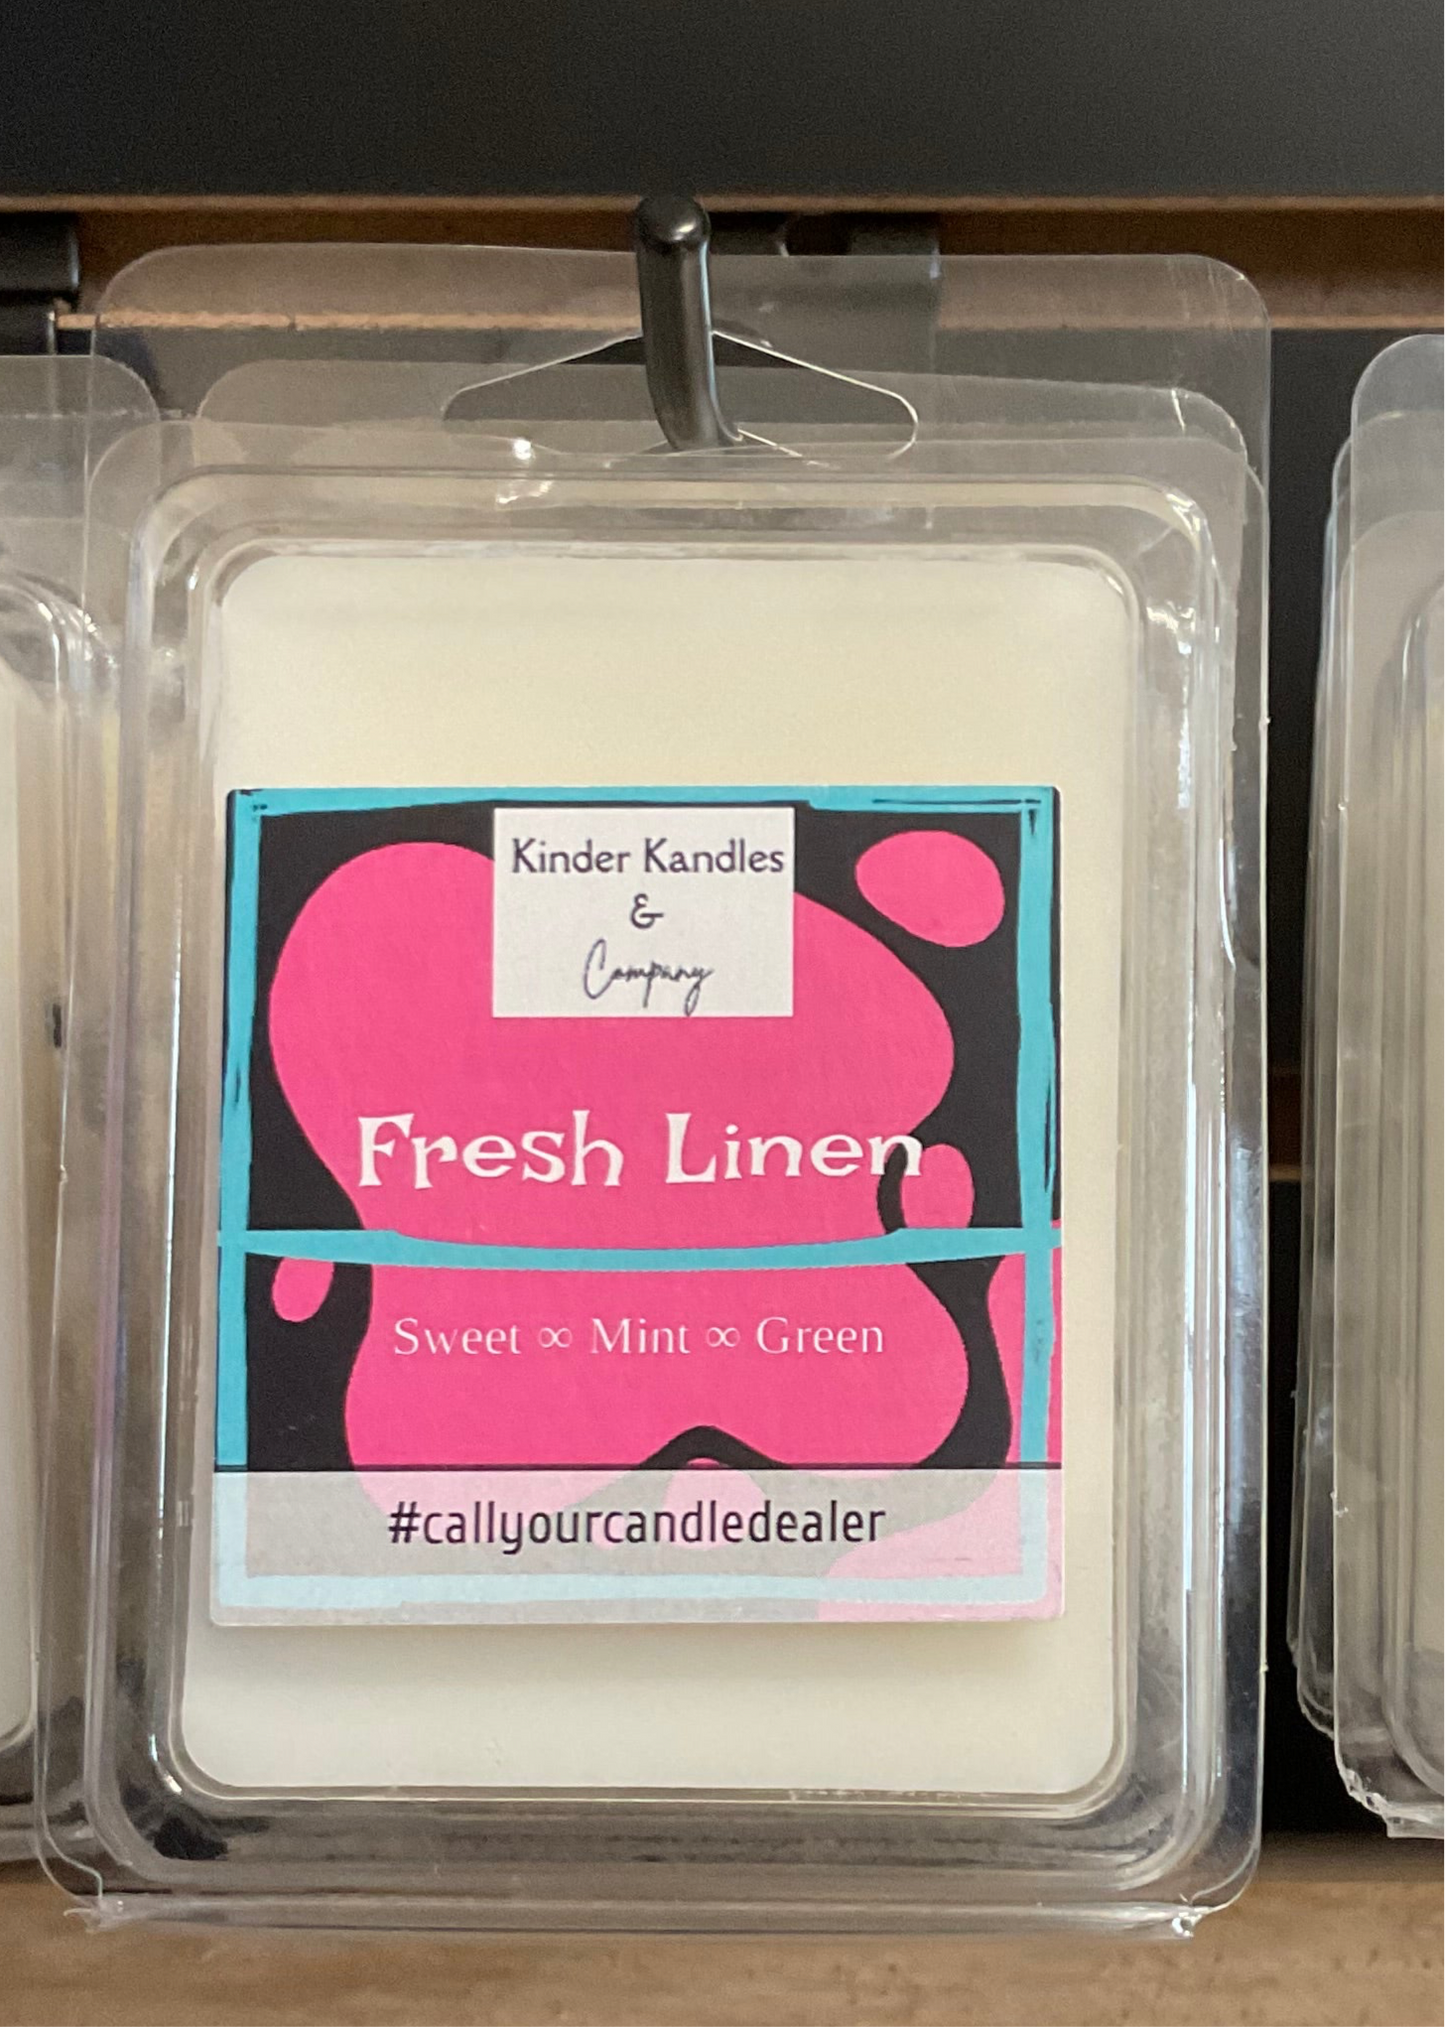 Kinder Kandles
&
Company
Fresh Linen
Sweet ∞ Mint ∞ Green
#callyourcandledealer